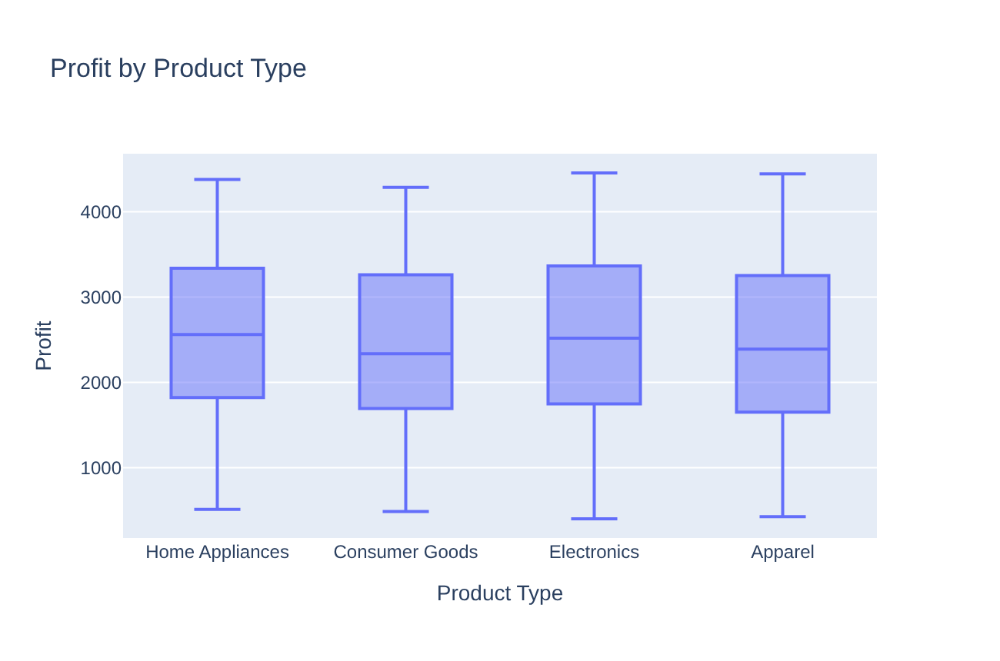 Profit by Product Type
4000
3000
2000
1000
Profit
Home Appliances
Consumer Goods
Electronics
Apparel
Product Type